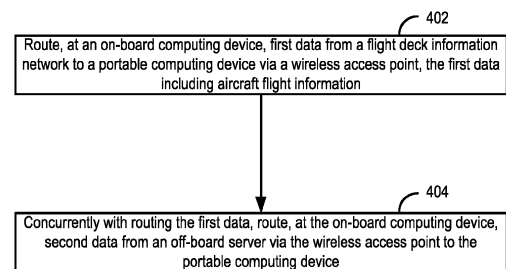 402
Route, at an on-board computing device, first data from a flight deck information
network to a portable computing device via a wireless access point, the first data
including aircraft flight information
404
Concurrently with routing the first data, route, at the on-board computing device,
second data from an off-board server via the wireless access point to the
portable computing device